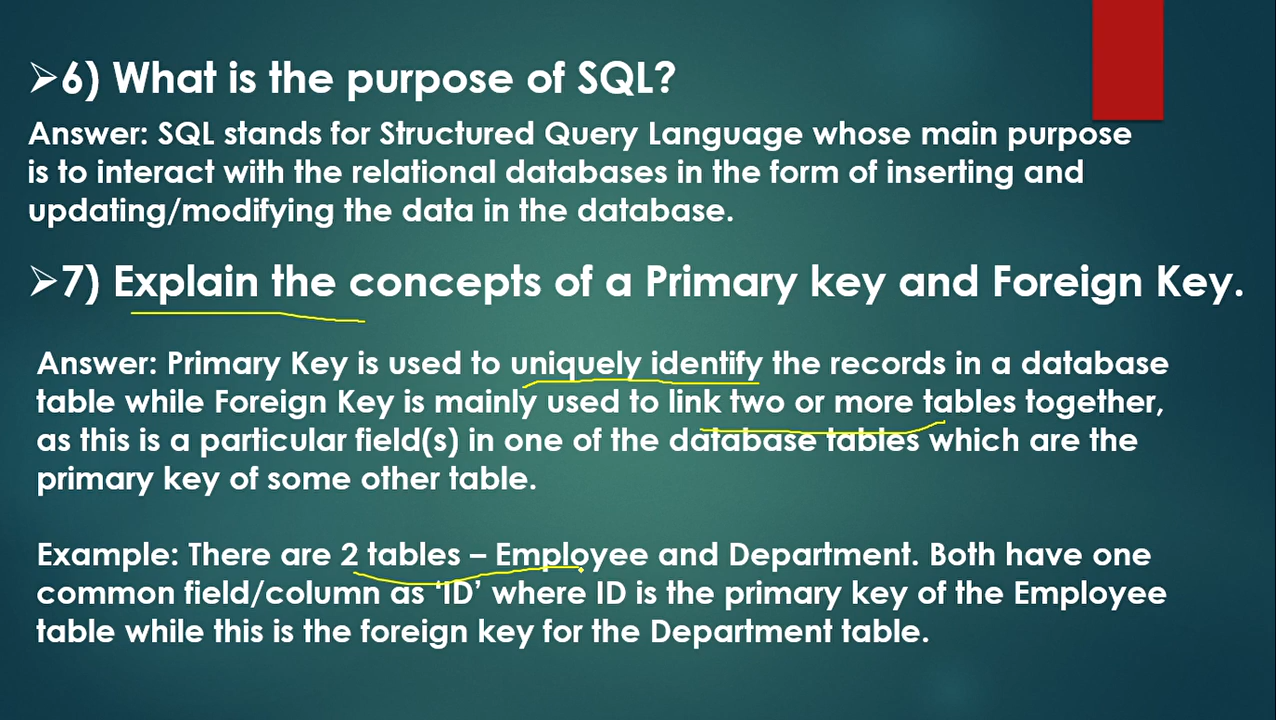 ➢6) What is the purpose of SQL?
Answer: SQL stands for Structured Query Language whose main purpose
is to interact with the relational databases in the form of inserting and
updating/modifying the data in the database.
➢7) Explain the concepts of a Primary key and Foreign Key.
Answer: Primary Key is used to uniquely identify the records in a database
table while Foreign Key is mainly used to link two or more tables together,
as this is a particular field(s) in one of the database tables which are the
primary key of some other table.
Example: There are 2 tables – Employee and Department. Both have one
common field/column as ‘ID’ where ID is the primary key of the Employee
table while this is the foreign key for the Department table.